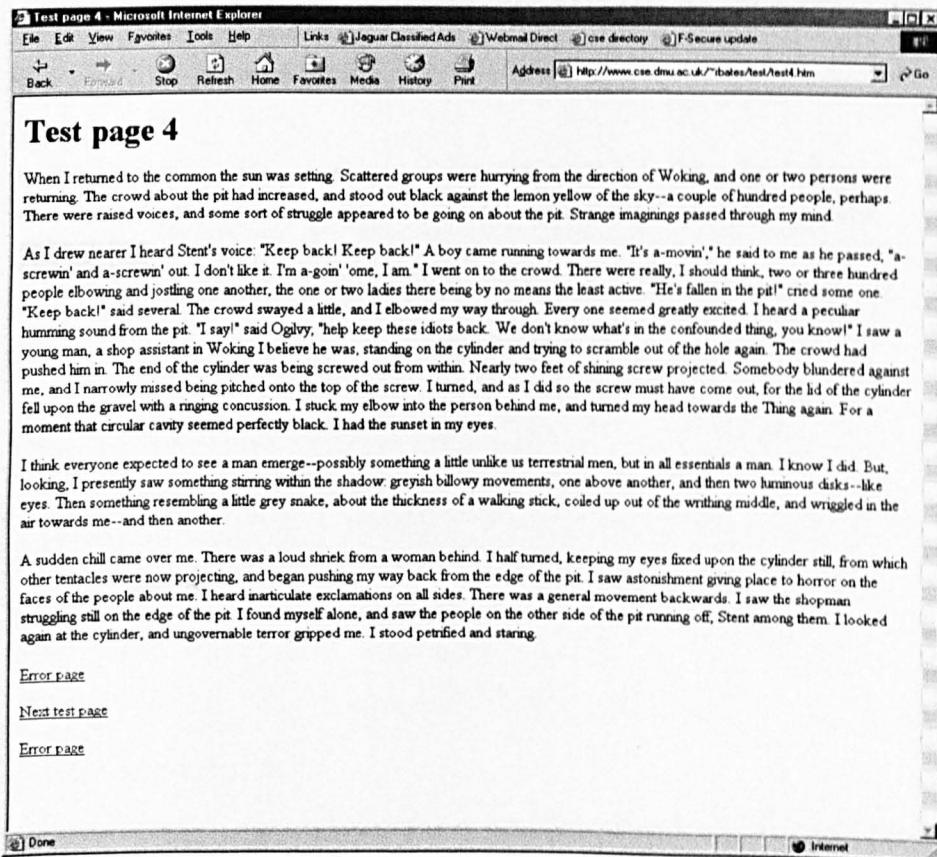 Test page 4 - Microsoft Internet Explorer
File Edit View Favorites Tools Help Links Jaguar Classified Ads Webmail Direct cse directory F-Secure update
Back Forward Stop Refresh Home Favorites Media History Print Address http://www.cse.dmu.ac.uk/~rbates/test/test4.htm Go
Test page 4
When I returned to the common the sun was setting. Scattered groups were hurrying from the direction of Woking, and one or two persons were
returning. The crowd about the pit had increased, and stood out black against the lemon yellow of the sky--a couple of hundred people, perhaps.
There were raised voices, and some sort of struggle appeared to be going on about the pit. Strange imaginings passed through my mind.
As I drew nearer I heard Stent's voice: "Keep back! Keep back!" A boy came running towards me. "It's a-movin'," he said to me as he passed, "a-
screwin' and a-screwin' out. I don't like it. I'm a-goin' 'ome, I am." I went on to the crowd. There were really, I should think, two or three hundred
people elbowing and jostling one another, the one or two ladies there being by no means the least active. "He's fallen in the pit!" cried some one.
"Keep back!" said several. The crowd swayed a little, and I elbowed my way through. Every one seemed greatly excited. I heard a peculiar
humming sound from the pit. "I say!" said Ogilvy, "help keep these idiots back. We don't know what's in the confounded thing, you know!" I saw a
young man, a shop assistant in Woking I believe he was, standing on the cylinder and trying to scramble out of the hole again. The crowd had
pushed him in. The end of the cylinder was being screwed out from within. Nearly two feet of shining screw projected. Somebody blundered against
me, and I narrowly missed being pitched onto the top of the screw. I turned, and as I did so the screw must have come out, for the lid of the cylinder
fell upon the gravel with a ringing concussion. I stuck my elbow into the person behind me, and turned my head towards the Thing again. For a
moment that circular cavity seemed perfectly black. I had the sunset in my eyes.
I think everyone expected to see a man emerge--possibly something a little unlike us terrestrial men, but in all essentials a man. I know I did. But,
looking, I presently saw something stirring within the shadow: greyish billowy movements, one above another, and then two luminous disks--like
eyes. Then something resembling a little grey snake, about the thickness of a walking stick, coiled up out of the writhing middle, and wriggled in the
air towards me--and then another.
A sudden chill came over me. There was a loud shriek from a woman behind. I half turned, keeping my eyes fixed upon the cylinder still, from which
other tentacles were now projecting, and began pushing my way back from the edge of the pit. I saw astonishment giving place to horror on the
faces of the people about me. I heard inarticulate exclamations on all sides. There was a general movement backwards. I saw the shopman
struggling still on the edge of the pit. I found myself alone, and saw the people on the other side of the pit running off, Stent among them. I looked
again at the cylinder, and ungovernable terror gripped me. I stood petrified and staring.
Error page
Next test page
Error page
Done Internet